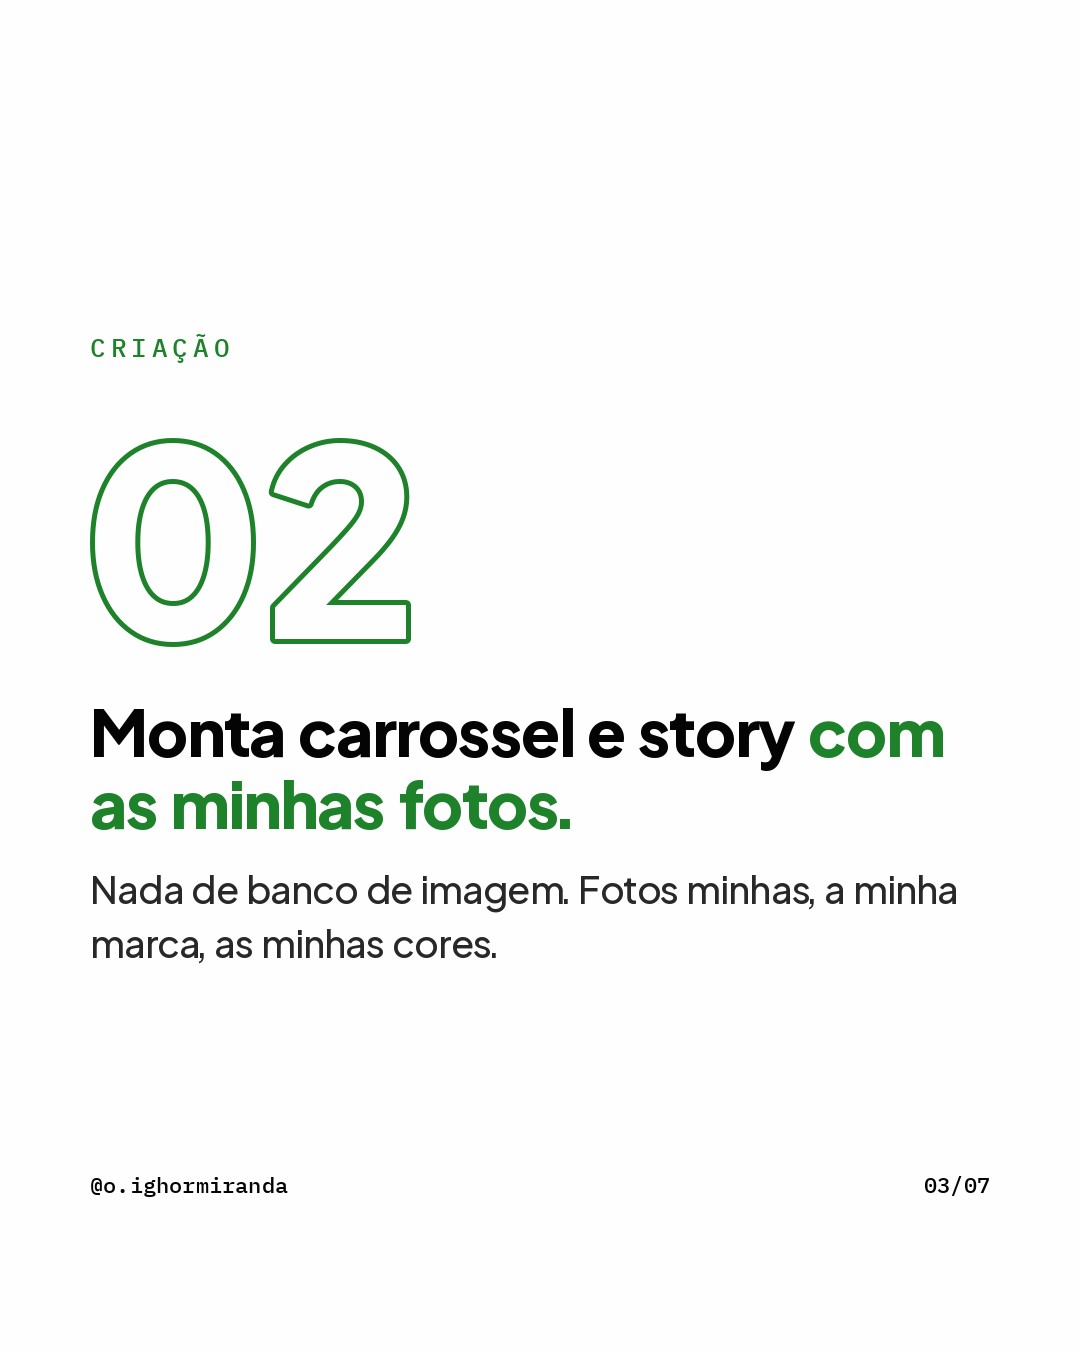 CRIAÇÃO
02
Monta carrossel e story com
as minhas fotos.
Nada de banco de imagem. Fotos minhas, a minha
marca, as minhas cores.
@o.ighormiranda
03/07